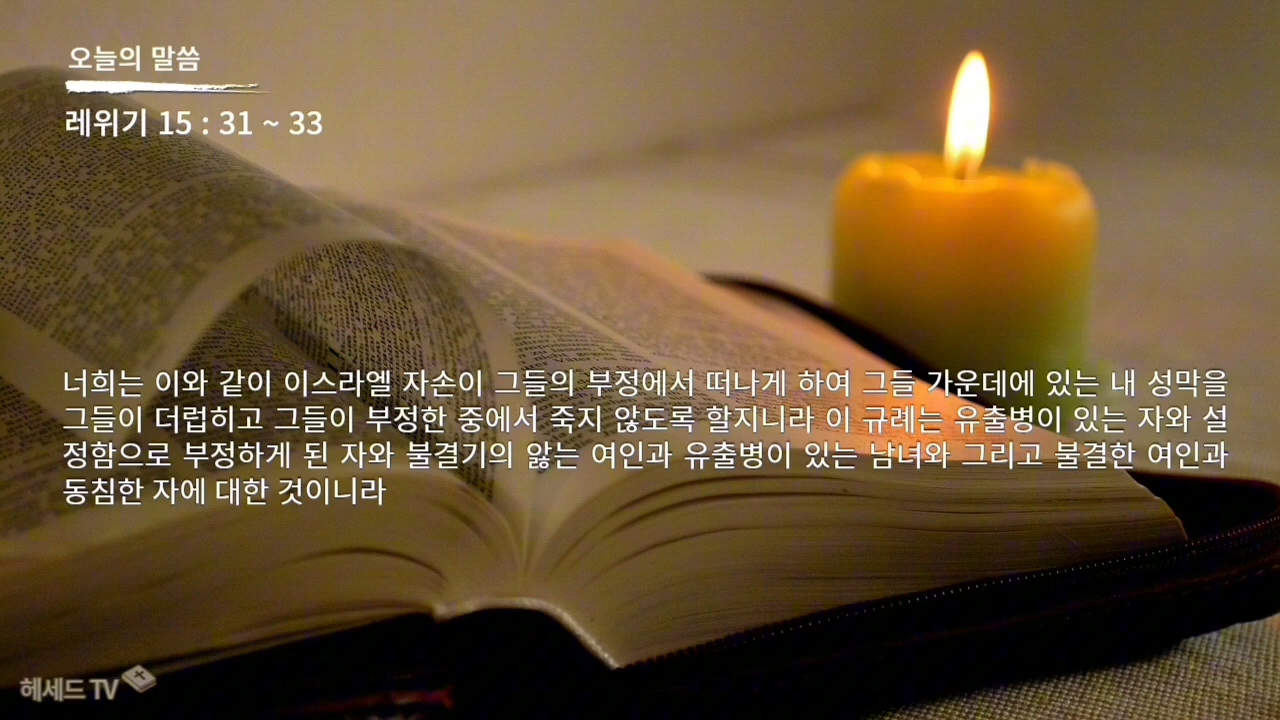 오늘의 말씀
레위기 15 : 31 ~ 33
너희는 이와 같이 이스라엘 자손이 그들의 부정에서 떠나게 하여 그들 가운데에 있는 내 성막을
그들이 더럽히고 그들이 부정한 중에서 죽지 않도록 할지니라 이 규례는 유출병이 있는 자와 설
정함으로 부정하게 된 자와 불결기의 앓는 여인과 유출병이 있는 남녀와 그리고 불결한 여인과
동침한 자에 대한 것이니라
헤세드 TV